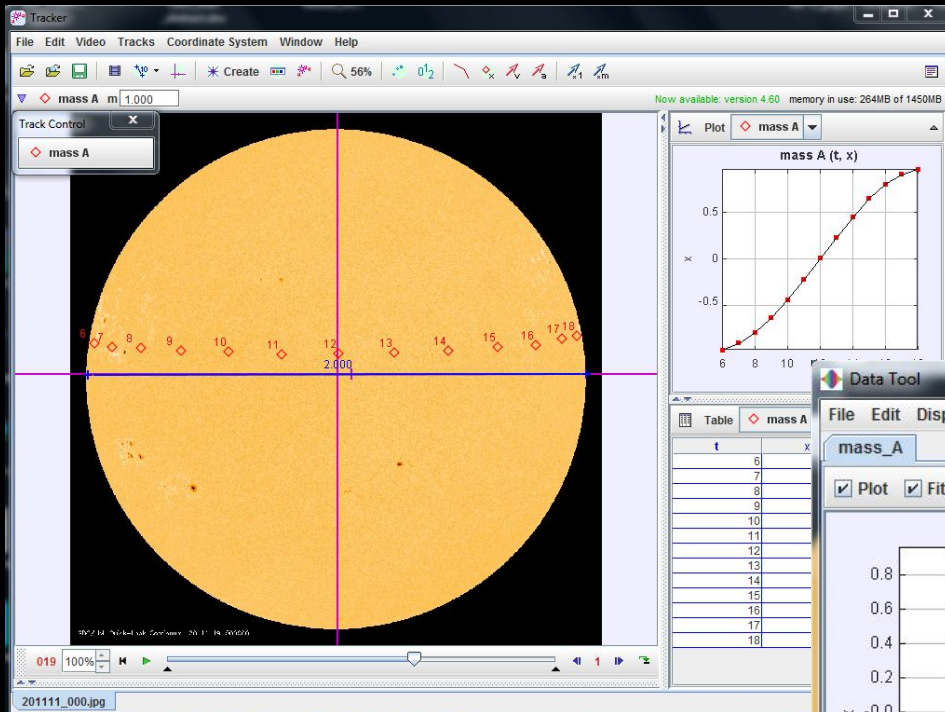 Tracker
File Edit Video Tracks Coordinate System Window Help
Create 56%
mass A m 1.000
Now available: version 4.60 memory in use: 264MB of 1450MB
Track Control X
mass A
6 7 8 9 10 11 12 13 14 15 16 17 18
2.000
019 100% 1
201111_000.jpg
Plot mass A
mass A (t, x)
0.5
x 0
-0.5
6 8 10
Table mass A
t x
6
7
8
9
10
11
12
13
14
15
16
17
18
Data Tool
File Edit Disp
mass_A
Plot Fit
0.8
0.6
0.4
0.2